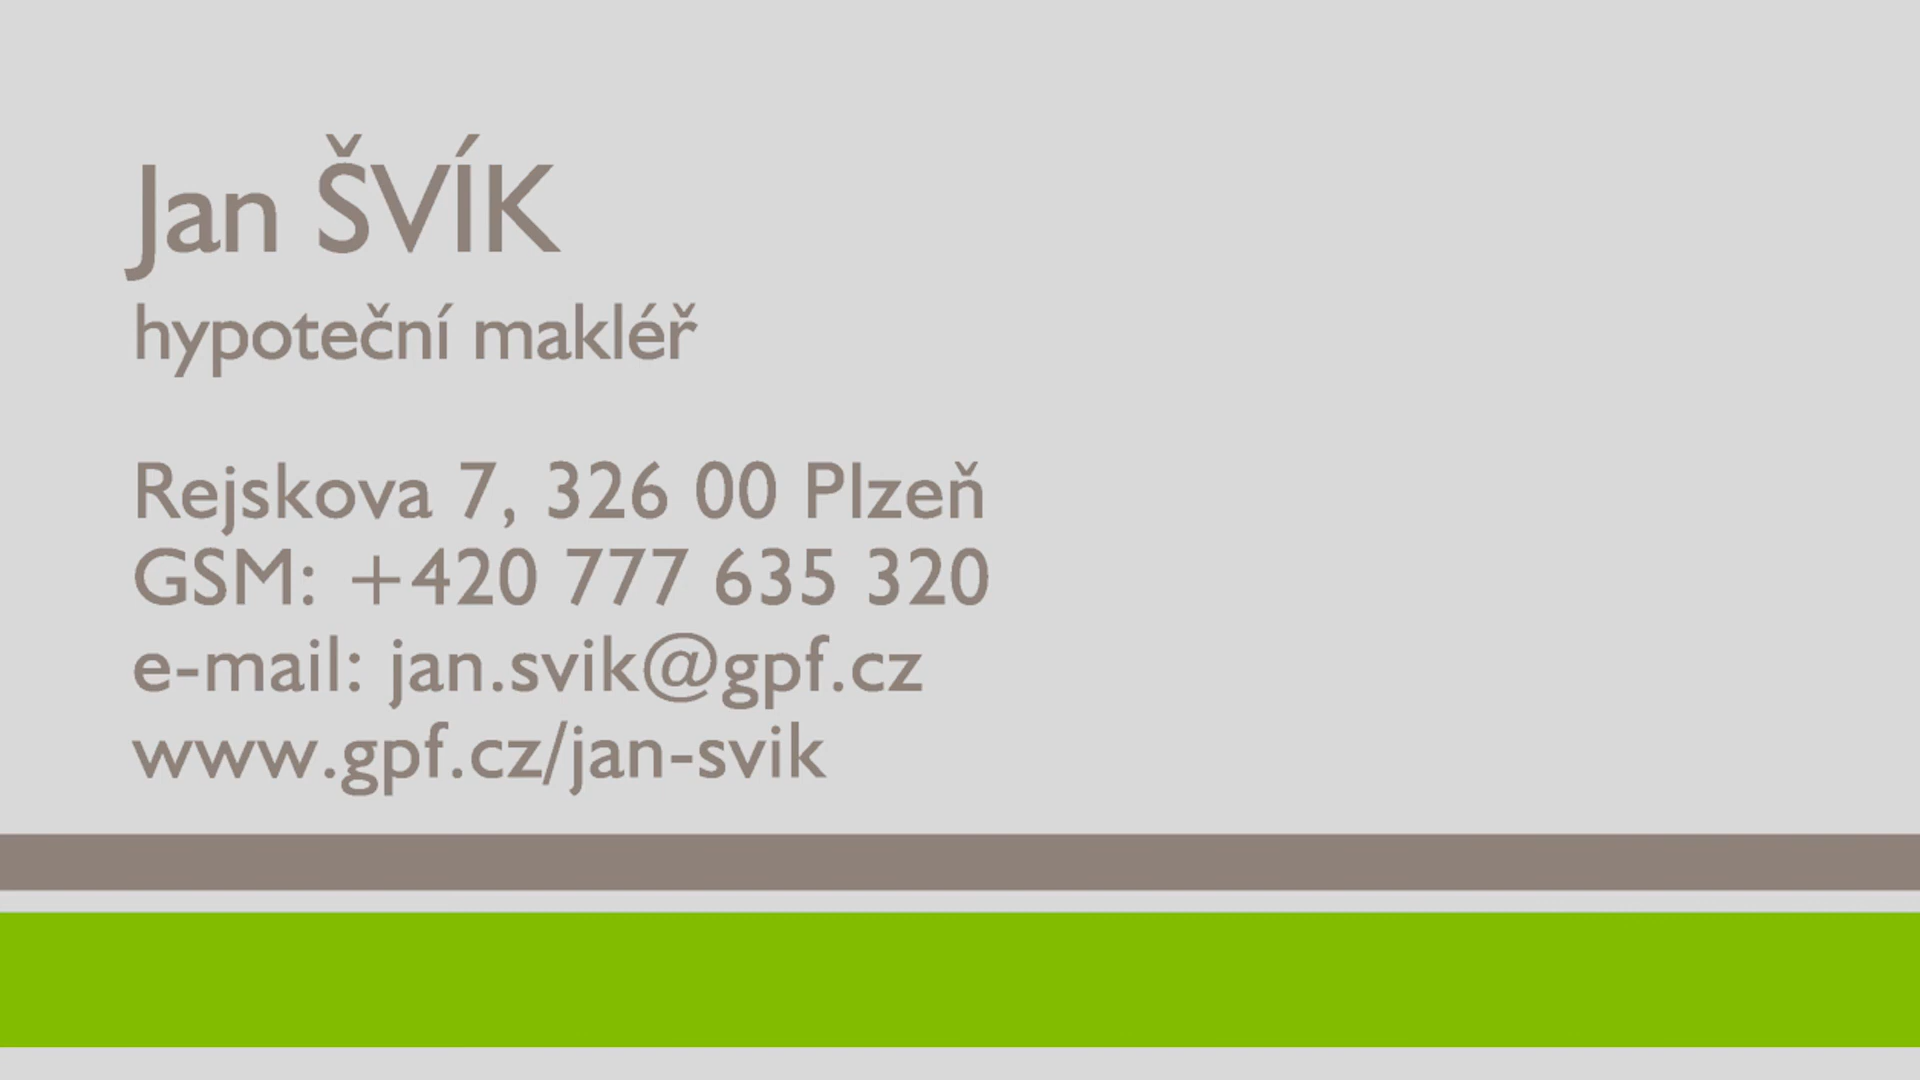 Jan ŠVÍK
hypoteční makléř
Rejskova 7, 326 00 Plzeň
GSM: +420 777 635 320
e-mail: jan.svik@gpf.cz
www.gpf.cz/jan-svik